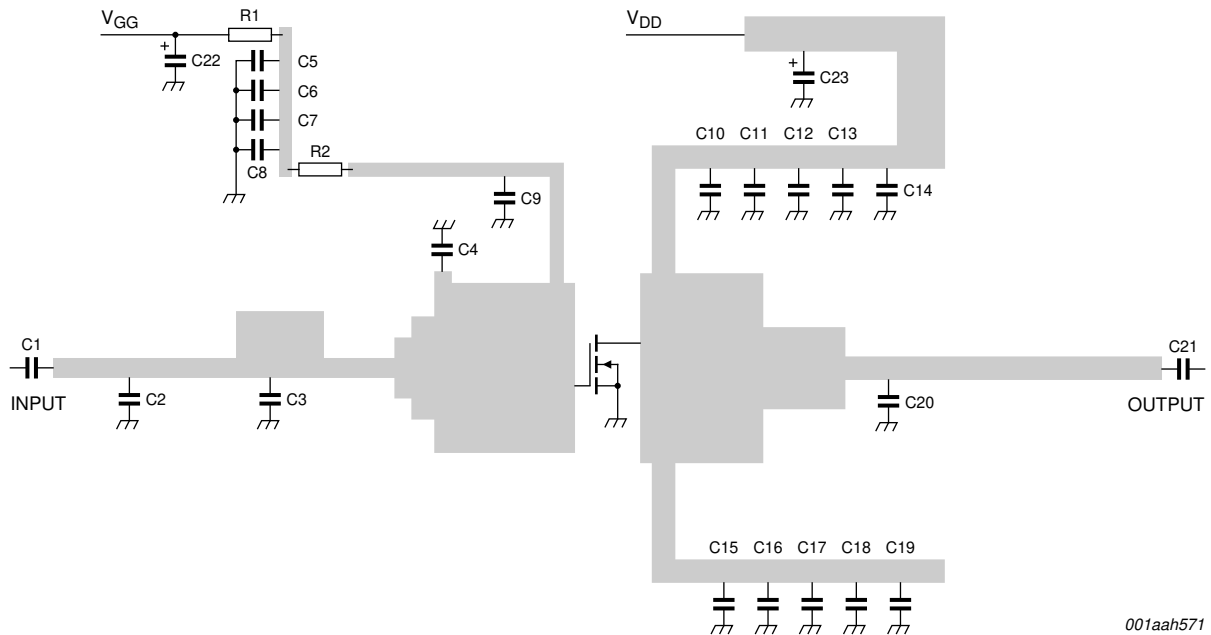 VGG
R1
VDD
+
C22
C5
C6
C7
C8
R2
C9
C4
+
C23
C10 C11 C12 C13
C14
C1
INPUT
C2
C3
C20
C21
OUTPUT
C15 C16 C17 C18 C19
001aah571